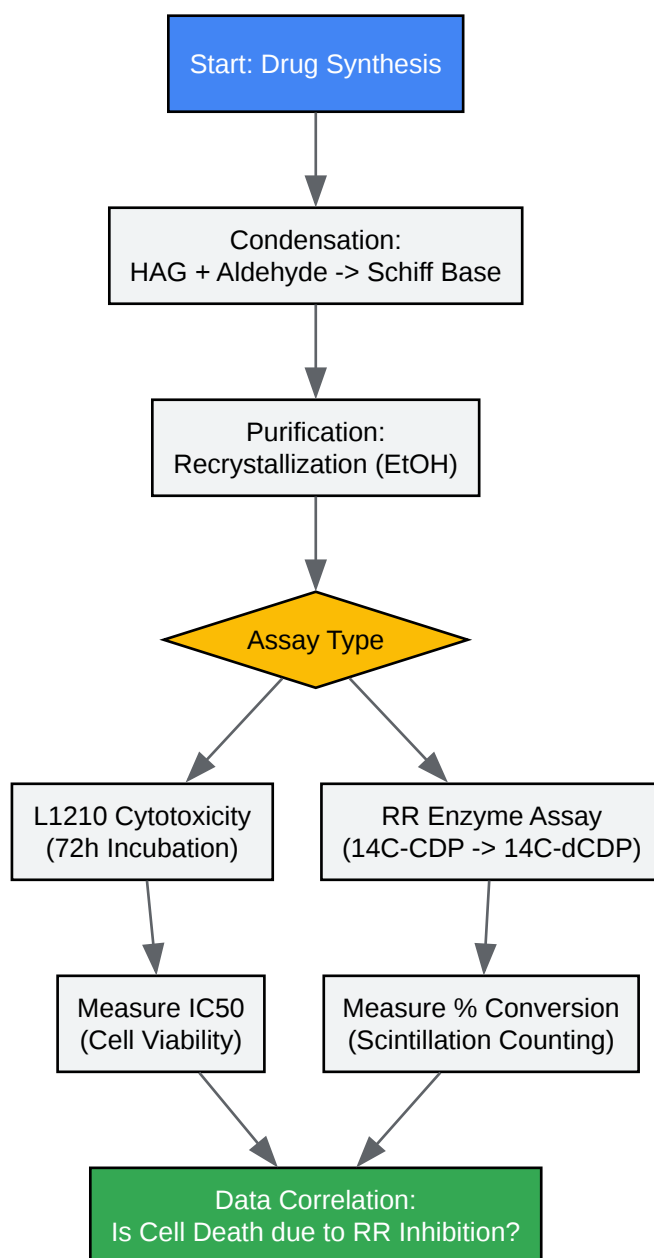 Start: Drug Synthesis
Condensation:
HAG + Aldehyde -> Schiff Base
Purification:
Recrystallization (EtOH)
Assay Type
L1210 Cytotoxicity
(72h Incubation)
RR Enzyme Assay
(14C-CDP -> 14C-dCDP)
Measure IC50
(Cell Viability)
Measure % Conversion
(Scintillation Counting)
Data Correlation:
Is Cell Death due to RR Inhibition?